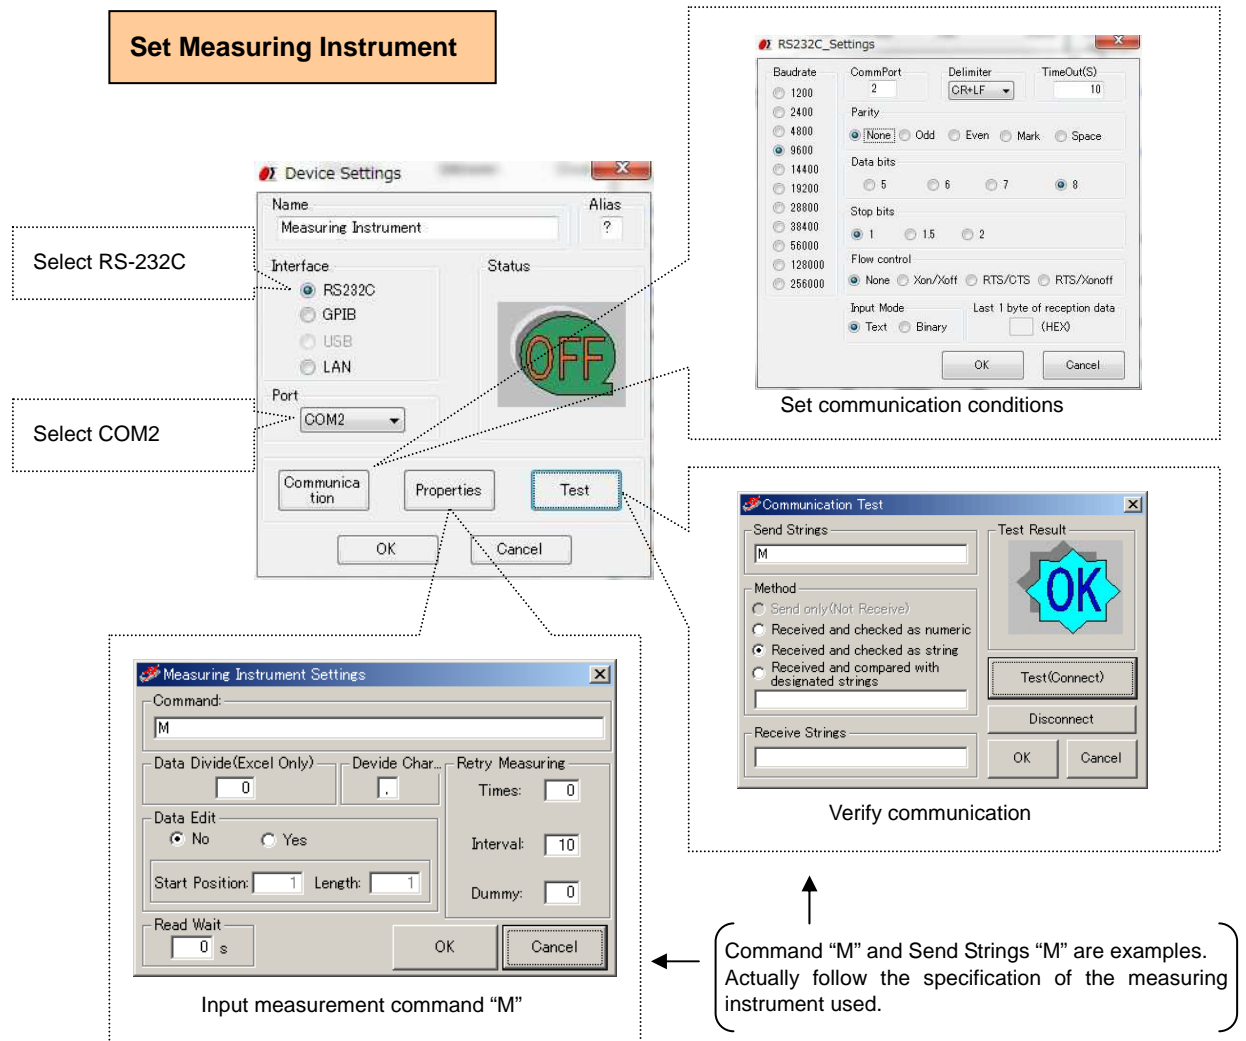 Set Measuring Instrument
RS232C_Settings
Baudrate
1200
2400
4800
9600
14400
19200
28800
38400
56000
128000
256000
CommPort
2
Delimiter
CR+LF
TimeOut(S)
10
Parity
None Odd Even Mark Space
Data bits
5 6 7 8
Stop bits
1 1.5 2
Flow control
None Xon/Xoff RTS/CTS RTS/Xonoff
Input Mode
Text Binary
Last 1 byte of reception data
(HEX)
OK Cancel
Set communication conditions
Device Settings
Name
Measuring Instrument
Alias
?
Interface
RS232C
GPIB
USB
LAN
Status
OFF
Port
COM2
Communica
tion
Properties
Test
OK Cancel
Select RS-232C
Select COM2
Communication Test
Send Strings
M
Method
Send only(Not Receive)
Received and checked as numeric
Received and checked as string
Received and compared with
designated strings
Receive Strings
Test Result
OK
Test(Connect)
Disconnect
OK Cancel
Verify communication
Measuring Instrument Settings
Command:
M
Data Divide(Excel Only)
0
Devide Char...
,
Retry Measuring
Times: 0
Interval: 10
Dummy: 0
Data Edit
No Yes
Start Position: 1 Length: 1
Read Wait
0 s
OK Cancel
Input measurement command “M”
Command “M” and Send Strings “M” are examples.
Actually follow the specification of the measuring
instrument used.